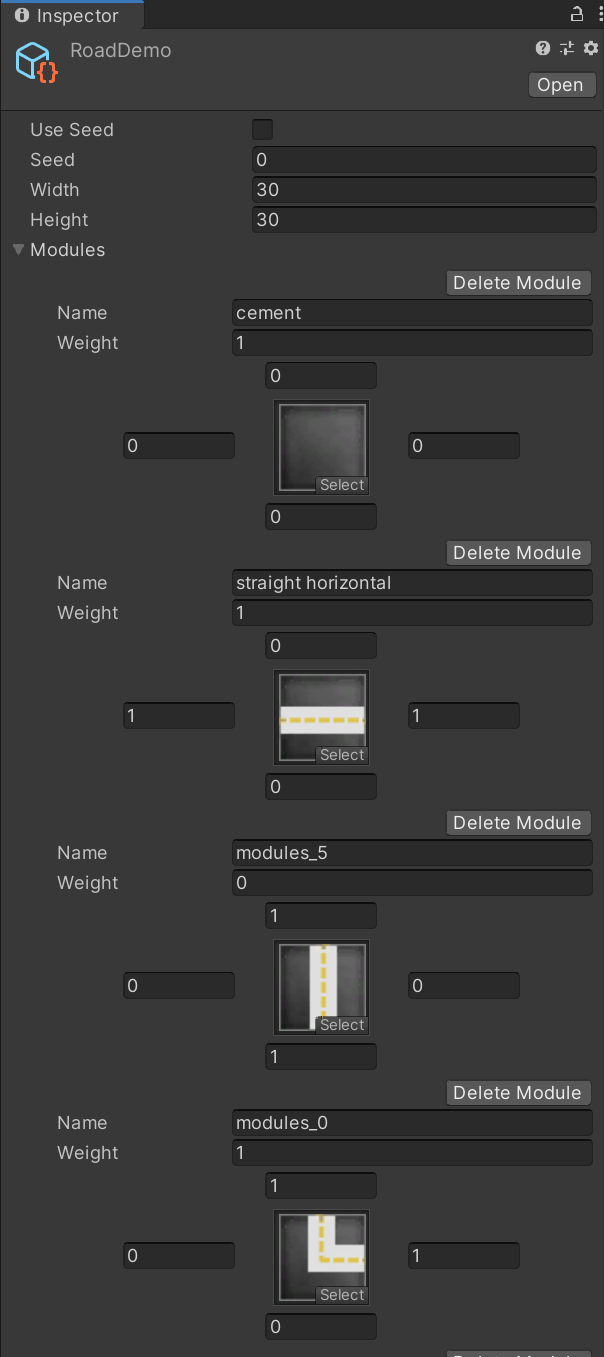 Inspector
RoadDemo
Open
Use Seed
Seed 0
Width 30
Height 30
Modules
Delete Module
Name cement
Weight 1
0
0 0
Select
0
Delete Module
Name straight horizontal
Weight 1
0
1 1
Select
0
Delete Module
Name modules_5
Weight 0
1
0 0
Select
1
Delete Module
Name modules_0
Weight 1
1
0 1
Select
0
Delete Module